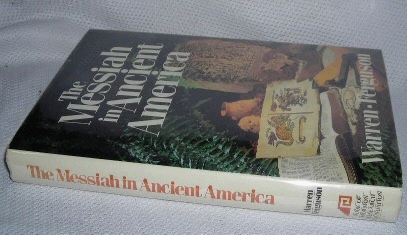 The
Messiah
in Ancient
America
Warren-Ferguson
The Messiah in Ancient America
Warren
Ferguson